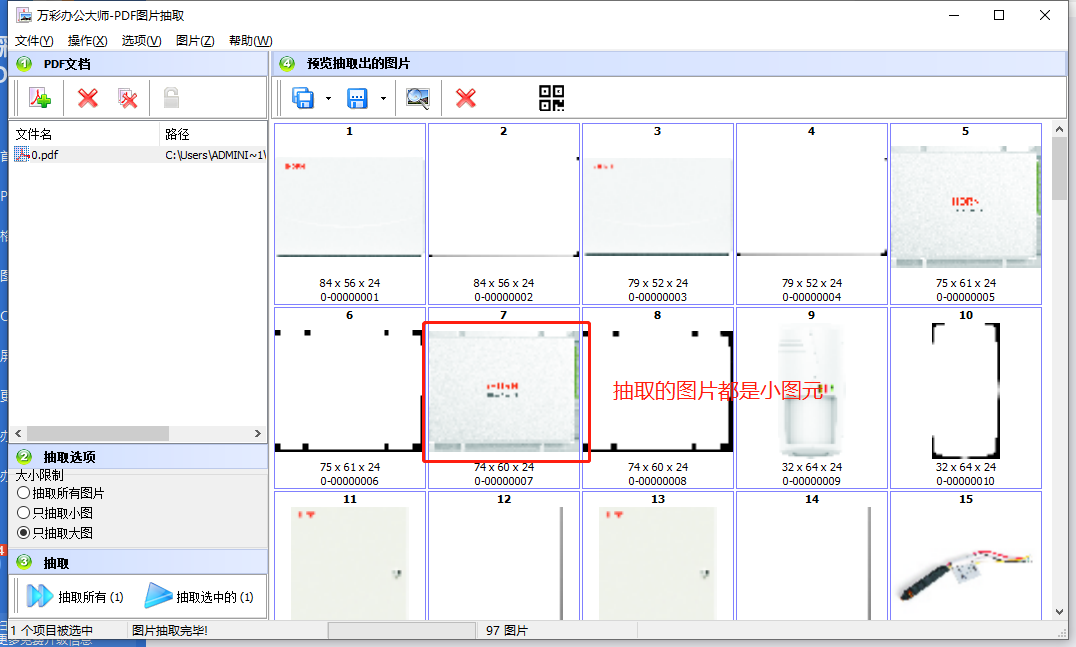 万彩办公大师-PDF图片抽取
文件(Y) 操作(X) 选项(V) 图片(Z) 帮助(W)
1 PDF文档
4 预览抽取出的图片
文件名 路径
0.pdf C:\Users\ADMINI~1\
1 2 3 4 5
84 x 56 x 24 84 x 56 x 24 79 x 52 x 24 79 x 52 x 24 75 x 61 x 24
0-00000001 0-00000002 0-00000003 0-00000004 0-00000005
6 7 8 9 10
抽取的图片都是小图元
75 x 61 x 24 74 x 60 x 24 74 x 60 x 24 32 x 64 x 24 32 x 64 x 24
0-00000006 0-00000007 0-00000008 0-00000009 0-00000010
11 12 13 14 15
2 抽取选项
大小限制
抽取所有图片
只抽取小图
只抽取大图
3 抽取
抽取所有 (1) 抽取选中的 (1)
1 个项目被选中 图片抽取完毕! 97 图片